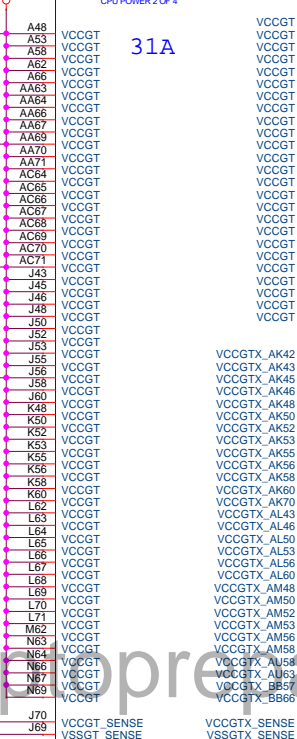 CPU POWER 2 OF 4
31A
VCCGT
A48 VCCGT VCCGT
A53 VCCGT VCCGT
A58 VCCGT VCCGT
A62 VCCGT VCCGT
A66 VCCGT VCCGT
AA63 VCCGT VCCGT
AA64 VCCGT VCCGT
AA66 VCCGT VCCGT
AA67 VCCGT VCCGT
AA69 VCCGT VCCGT
AA70 VCCGT VCCGT
AA71 VCCGT VCCGT
AC64 VCCGT VCCGT
AC65 VCCGT VCCGT
AC66 VCCGT VCCGT
AC67 VCCGT VCCGT
AC68 VCCGT VCCGT
AC69 VCCGT VCCGT
AC70 VCCGT VCCGT
AC71 VCCGT VCCGT
J43 VCCGT VCCGT
J45 VCCGT VCCGT
J46 VCCGT VCCGT
J48 VCCGT VCCGT
J50 VCCGT
J52 VCCGT
J53 VCCGT VCCGTX_AK42
J55 VCCGT VCCGTX_AK43
J56 VCCGT VCCGTX_AK45
J58 VCCGT VCCGTX_AK46
J60 VCCGT VCCGTX_AK48
K48 VCCGT VCCGTX_AK50
K50 VCCGT VCCGTX_AK52
K52 VCCGT VCCGTX_AK53
K53 VCCGT VCCGTX_AK55
K55 VCCGT VCCGTX_AK56
K56 VCCGT VCCGTX_AK58
K58 VCCGT VCCGTX_AK60
K60 VCCGT VCCGTX_AK70
L62 VCCGT VCCGTX_AL43
L63 VCCGT VCCGTX_AL46
L64 VCCGT VCCGTX_AL50
L65 VCCGT VCCGTX_AL53
L66 VCCGT VCCGTX_AL56
L67 VCCGT VCCGTX_AL60
L68 VCCGT VCCGTX_AM48
L69 VCCGT VCCGTX_AM50
L70 VCCGT VCCGTX_AM52
L71 VCCGT VCCGTX_AM53
M62 VCCGT VCCGTX_AM56
N63 VCCGT VCCGTX_AM58
N64 VCCGT VCCGTX_AU58
N66 VCCGT VCCGTX_AU63
N67 VCCGT VCCGTX_BB57
N69 VCCGT VCCGTX_BB66
J70 VCCGT_SENSE VCCGTX_SENSE
J69 VSSGT_SENSE VSSGTX_SENSE